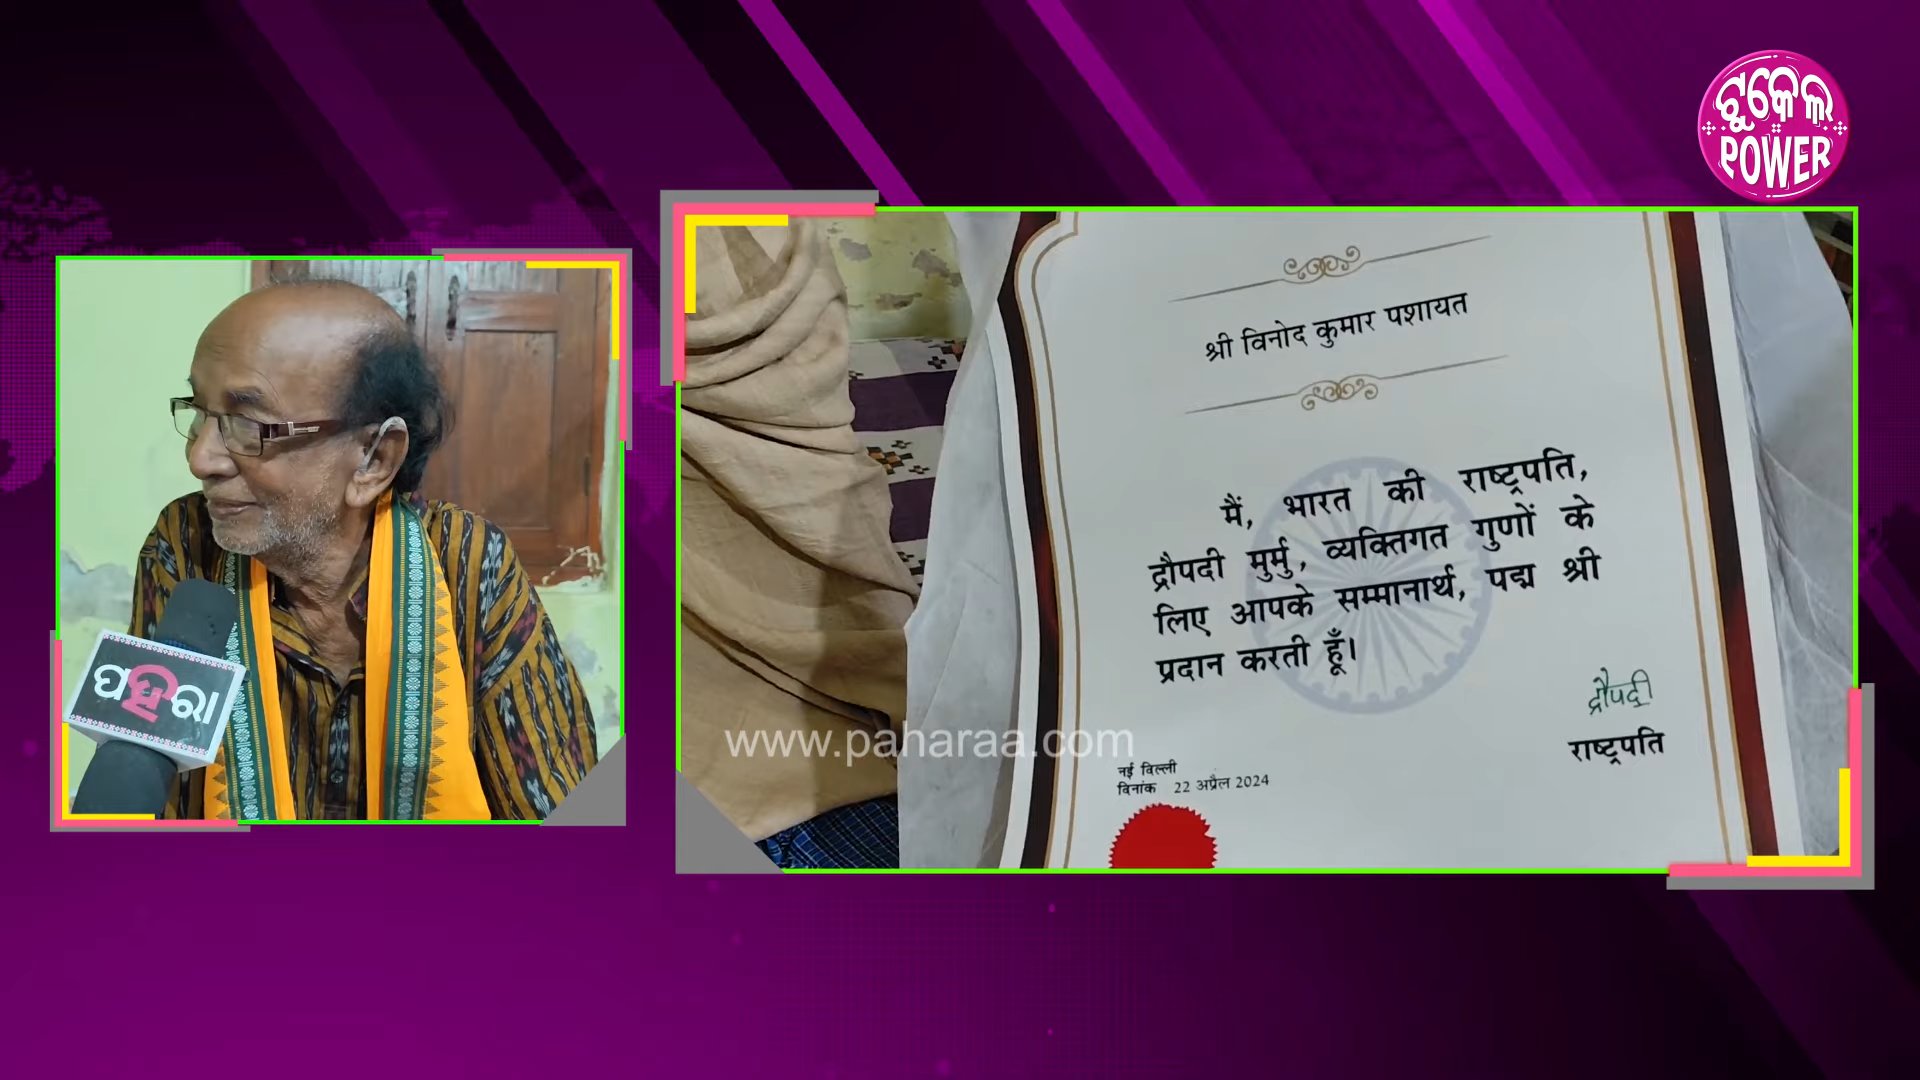 ଟୁକେଲ
POWER
ପହରା
श्री विनोद कुमार पशायत
मैं, भारत की राष्ट्रपति,
द्रौपदी मुर्मु, व्यक्तिगत गुणों के
लिए आपके सम्मानार्थ, पद्म श्री
प्रदान करती हूँ।
द्रौपदी
राष्ट्रपति
www.paharaa.com
नई दिल्ली
दिनांक 22 अप्रैल 2024